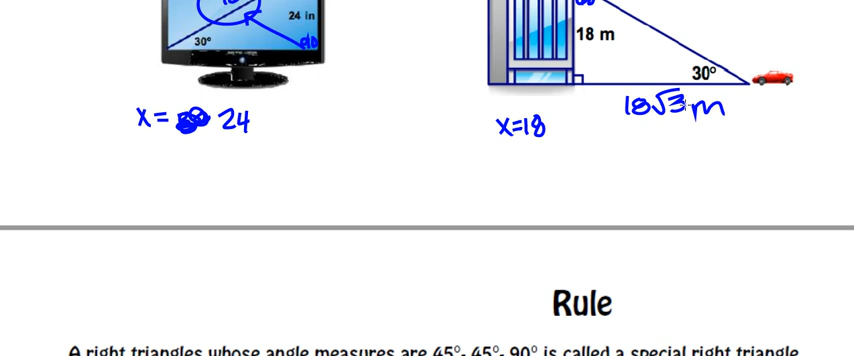 24 in
30°
x = 24
18 m
30°
18√3 m
x=18
Rule
A right triangles whose angle measures are 45°- 45°- 90° is called a special right triangle